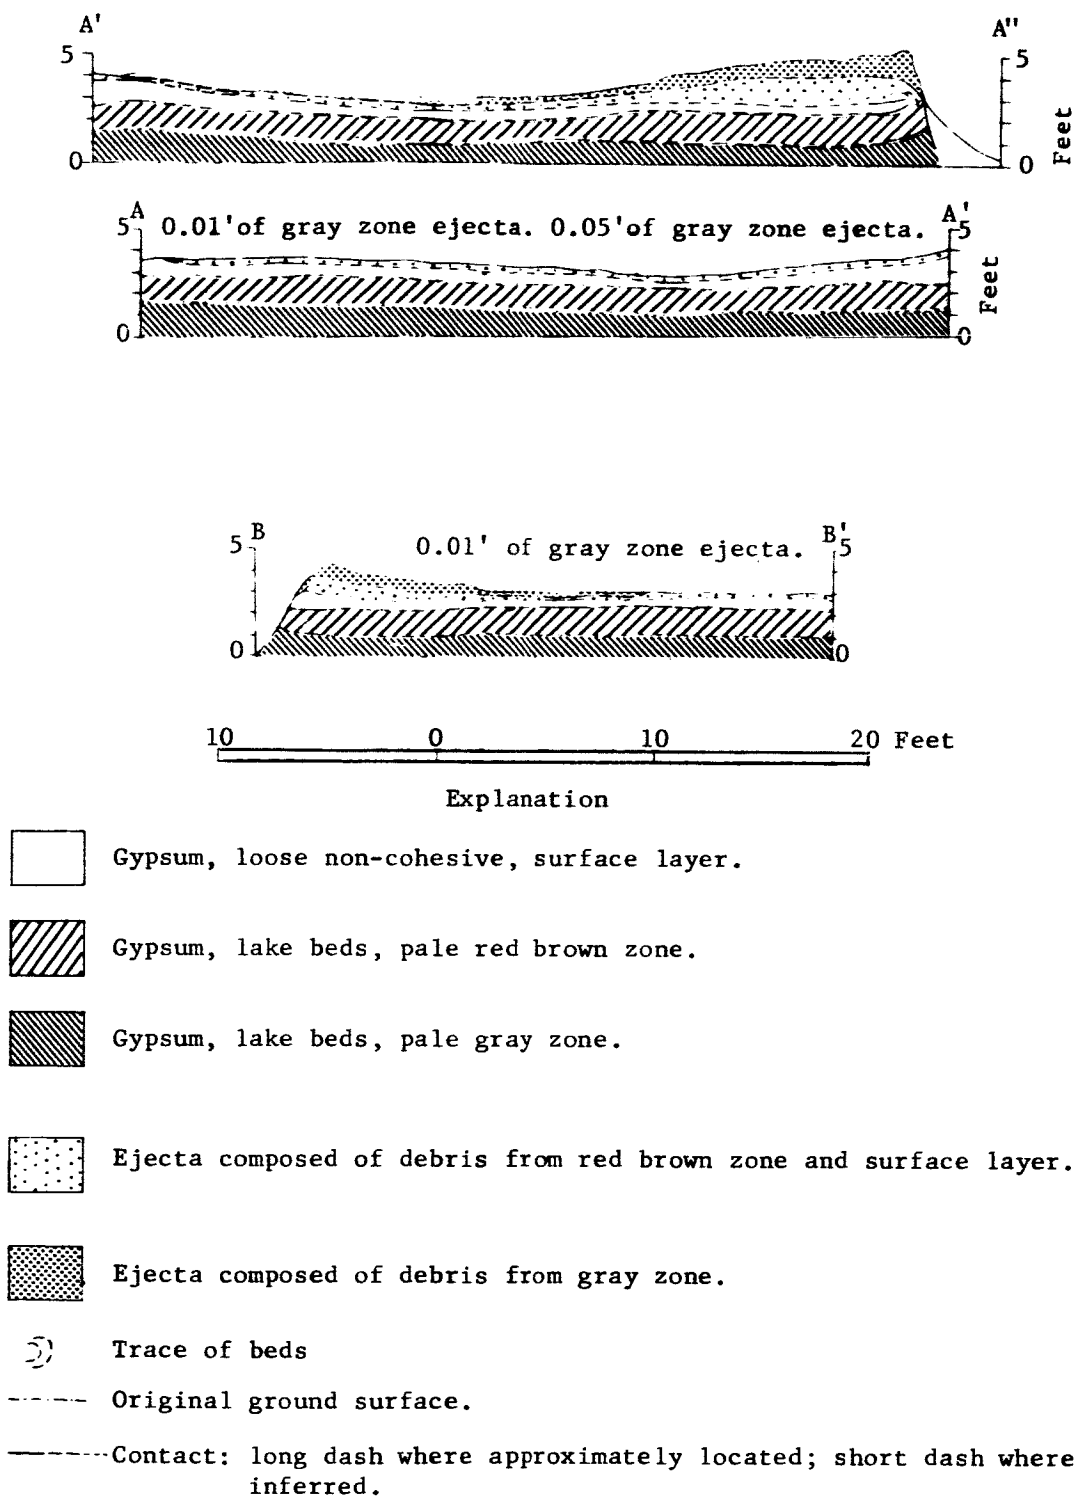 A' A''
5 5
0 0 Feet
A A'
5 0.01' of gray zone ejecta. 0.05' of gray zone ejecta. 5
0 0 Feet
B B'
5 0.01' of gray zone ejecta. 5
0 0
10 0 10 20 Feet
Explanation
Gypsum, loose non-cohesive, surface layer.
Gypsum, lake beds, pale red brown zone.
Gypsum, lake beds, pale gray zone.
Ejecta composed of debris from red brown zone and surface layer.
Ejecta composed of debris from gray zone.
Trace of beds
Original ground surface.
Contact: long dash where approximately located; short dash where
inferred.